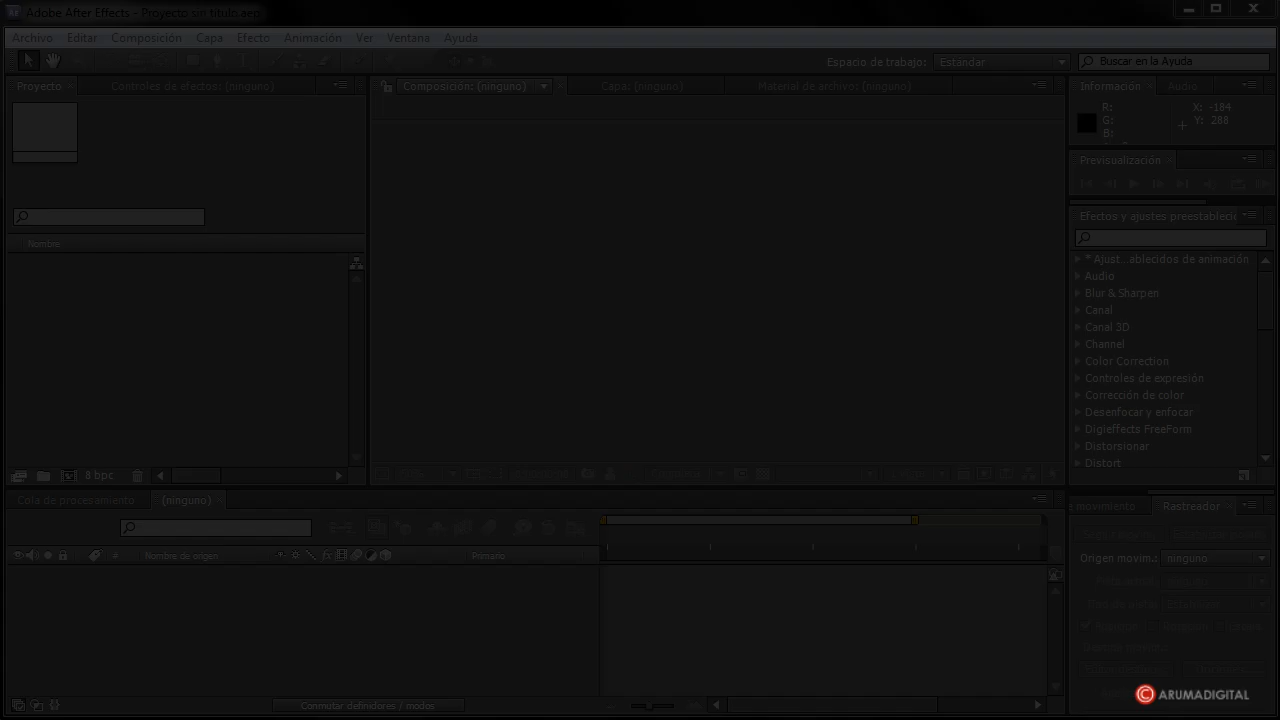 Adobe After Effects - Proyecto sin título.aep
Archivo Editar Composición Capa Efecto Animación Ver Ventana Ayuda
Espacio de trabajo: Estándar Buscar en la Ayuda
Proyecto Controles de efectos: (ninguno)
Composición: (ninguno) Capa: (ninguno) Material de archivo: (ninguno)
Información Audio
R: X: -184
G: Y: 288
B:
Previsualización
Efectos y ajustes preestableci
Nombre
* Ajust...ablecidos de animación
Audio
Blur & Sharpen
Canal
Canal 3D
Channel
Color Correction
Controles de expresión
Corrección de color
Desenfocar y enfocar
Digieffects FreeForm
Distorsionar
Distort
8 bpc
Cola de procesamiento (ninguno)
e movimiento Rastreador
# Nombre de origen Primario
Origen movim.: ninguno
Conmutar definidores / modos
© ARUMADIGITAL